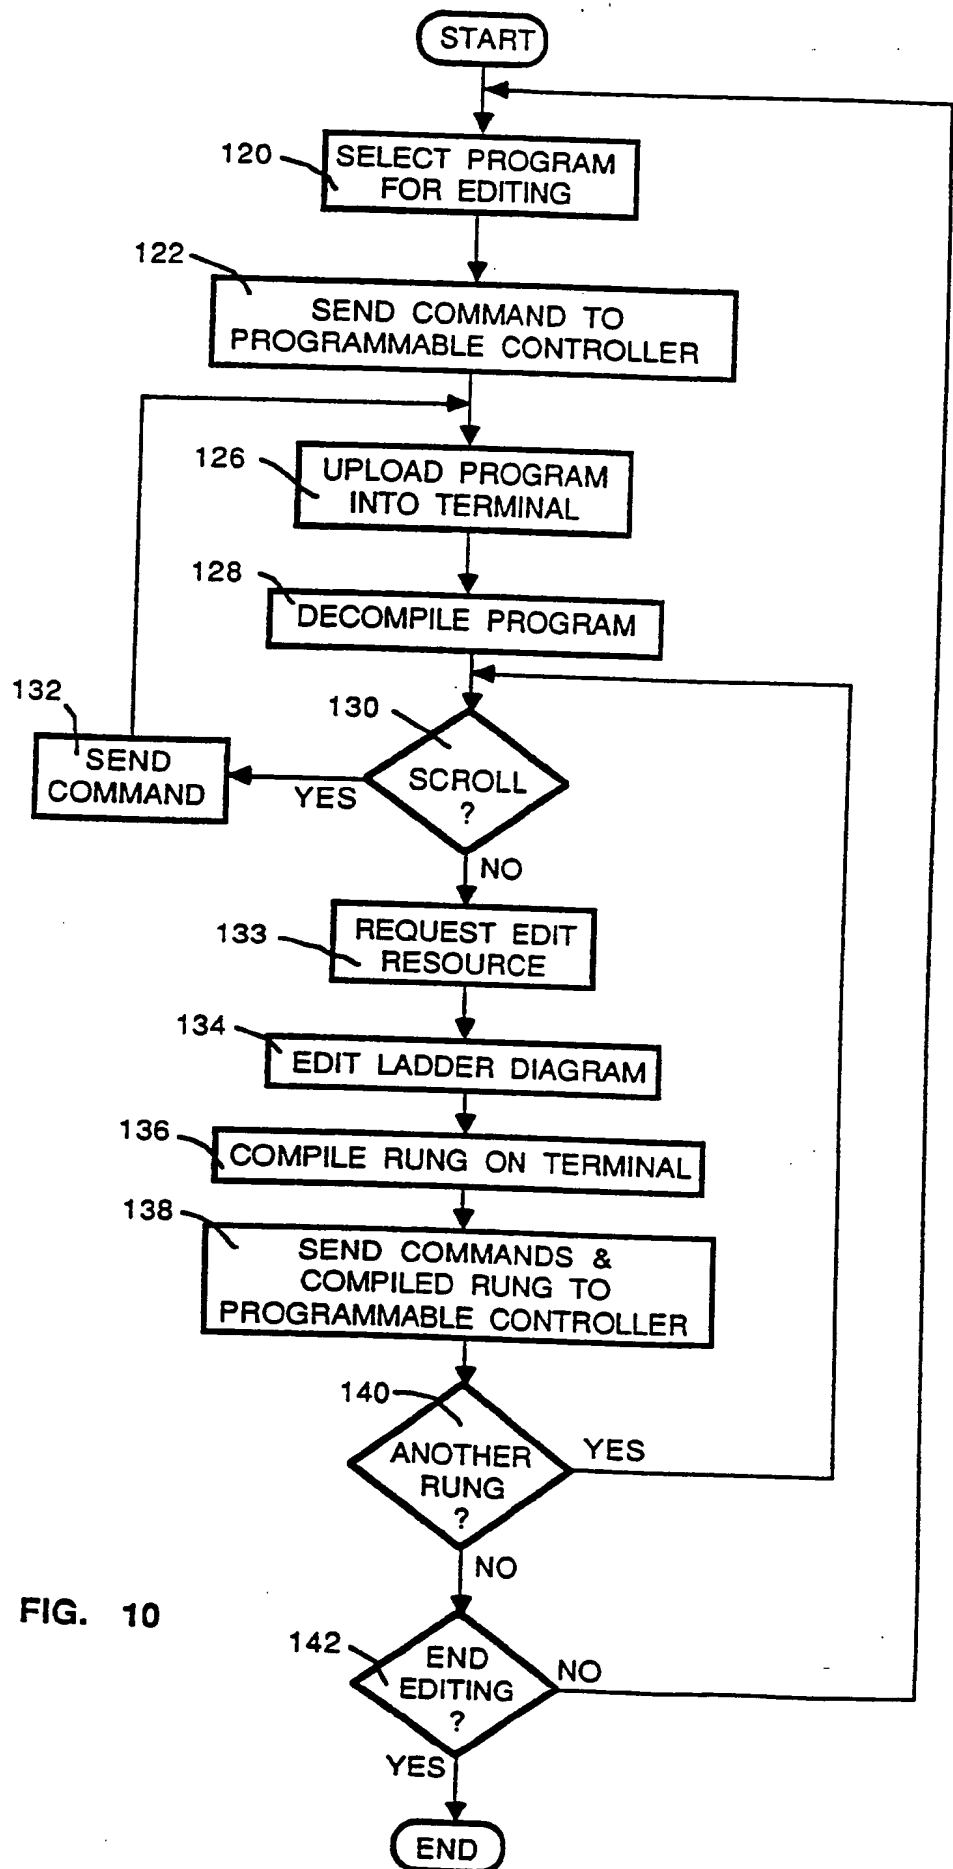 START
120
SELECT PROGRAM
FOR EDITING
122
SEND COMMAND TO
PROGRAMMABLE CONTROLLER
126
UPLOAD PROGRAM
INTO TERMINAL
128
DECOMPILE PROGRAM
132
SEND
COMMAND
130
SCROLL
?
YES
NO
133
REQUEST EDIT
RESOURCE
134
EDIT LADDER DIAGRAM
136
COMPILE RUNG ON TERMINAL
138
SEND COMMANDS &
COMPILED RUNG TO
PROGRAMMABLE CONTROLLER
140
ANOTHER
RUNG
?
YES
NO
FIG. 10
142
END
EDITING
?
NO
YES
END